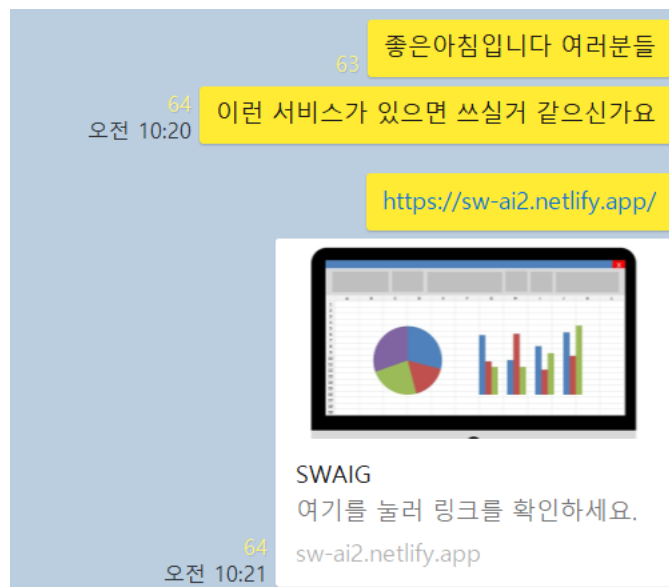 좋은아침입니다 여러분들
63
이런 서비스가 있으면 쓰실거 같으신가요
64
오전 10:20
https://sw-ai2.netlify.app/
SWAIG
여기를 눌러 링크를 확인하세요.
sw-ai2.netlify.app
64
오전 10:21